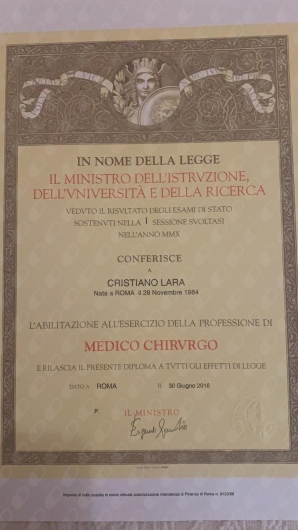 IN NOME DELLA LEGGE
IL MINISTRO DELL'ISTRVZIONE,
DELL'VNIVERSITÀ E DELLA RICERCA
VEDVTO IL RISVLTATO DEGLI ESAMI DI STATO
SOSTENVTI NELLA I SESSIONE SVOLTASI
NELL'ANNO MMX
CONFERISCE
A
CRISTIANO LARA
Nata a ROMA il 28 Novembre 1984
L'ABILITAZIONE ALL'ESERCIZIO DELLA PROFESSIONE DI
MEDICO CHIRVRGO
E RILASCIA IL PRESENTE DIPLOMA A TVTTI GLI EFFETTI DI LEGGE
DATO A ROMA IL 30 Giugno 2016
P. IL MINISTRO